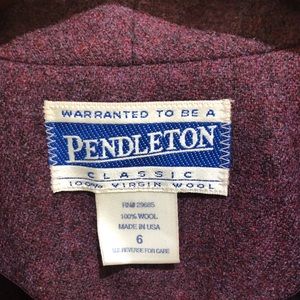 WARRANTED TO BE A
PENDLETON
CLASSIC
100% VIRGIN WOOL
RN# 29685
100% WOOL
MADE IN USA
6
SEE REVERSE FOR CARE